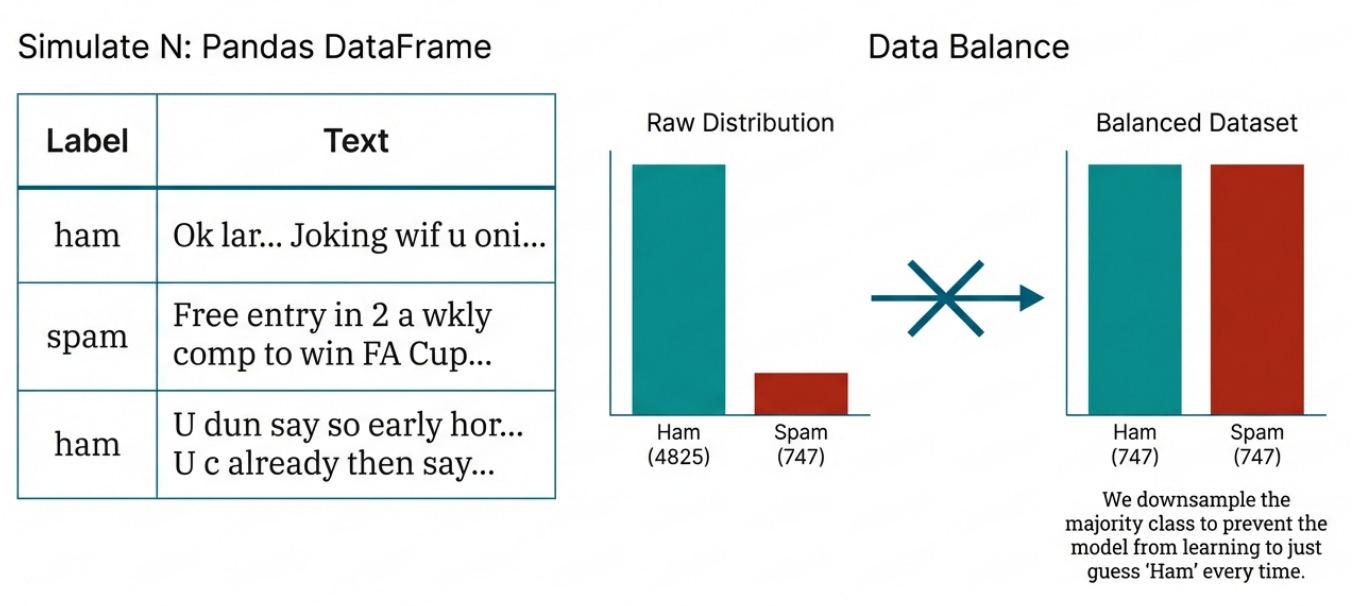 Simulate N: Pandas DataFrame
Label Text
ham Ok lar... Joking wif u oni...
spam Free entry in 2 a wkly
comp to win FA Cup...
ham U dun say so early hor...
U c already then say...
Data Balance
Raw Distribution
Ham Spam
(4825) (747)
Balanced Dataset
Ham Spam
(747) (747)
We downsample the
majority class to prevent the
model from learning to just
guess ‘Ham’ every time.